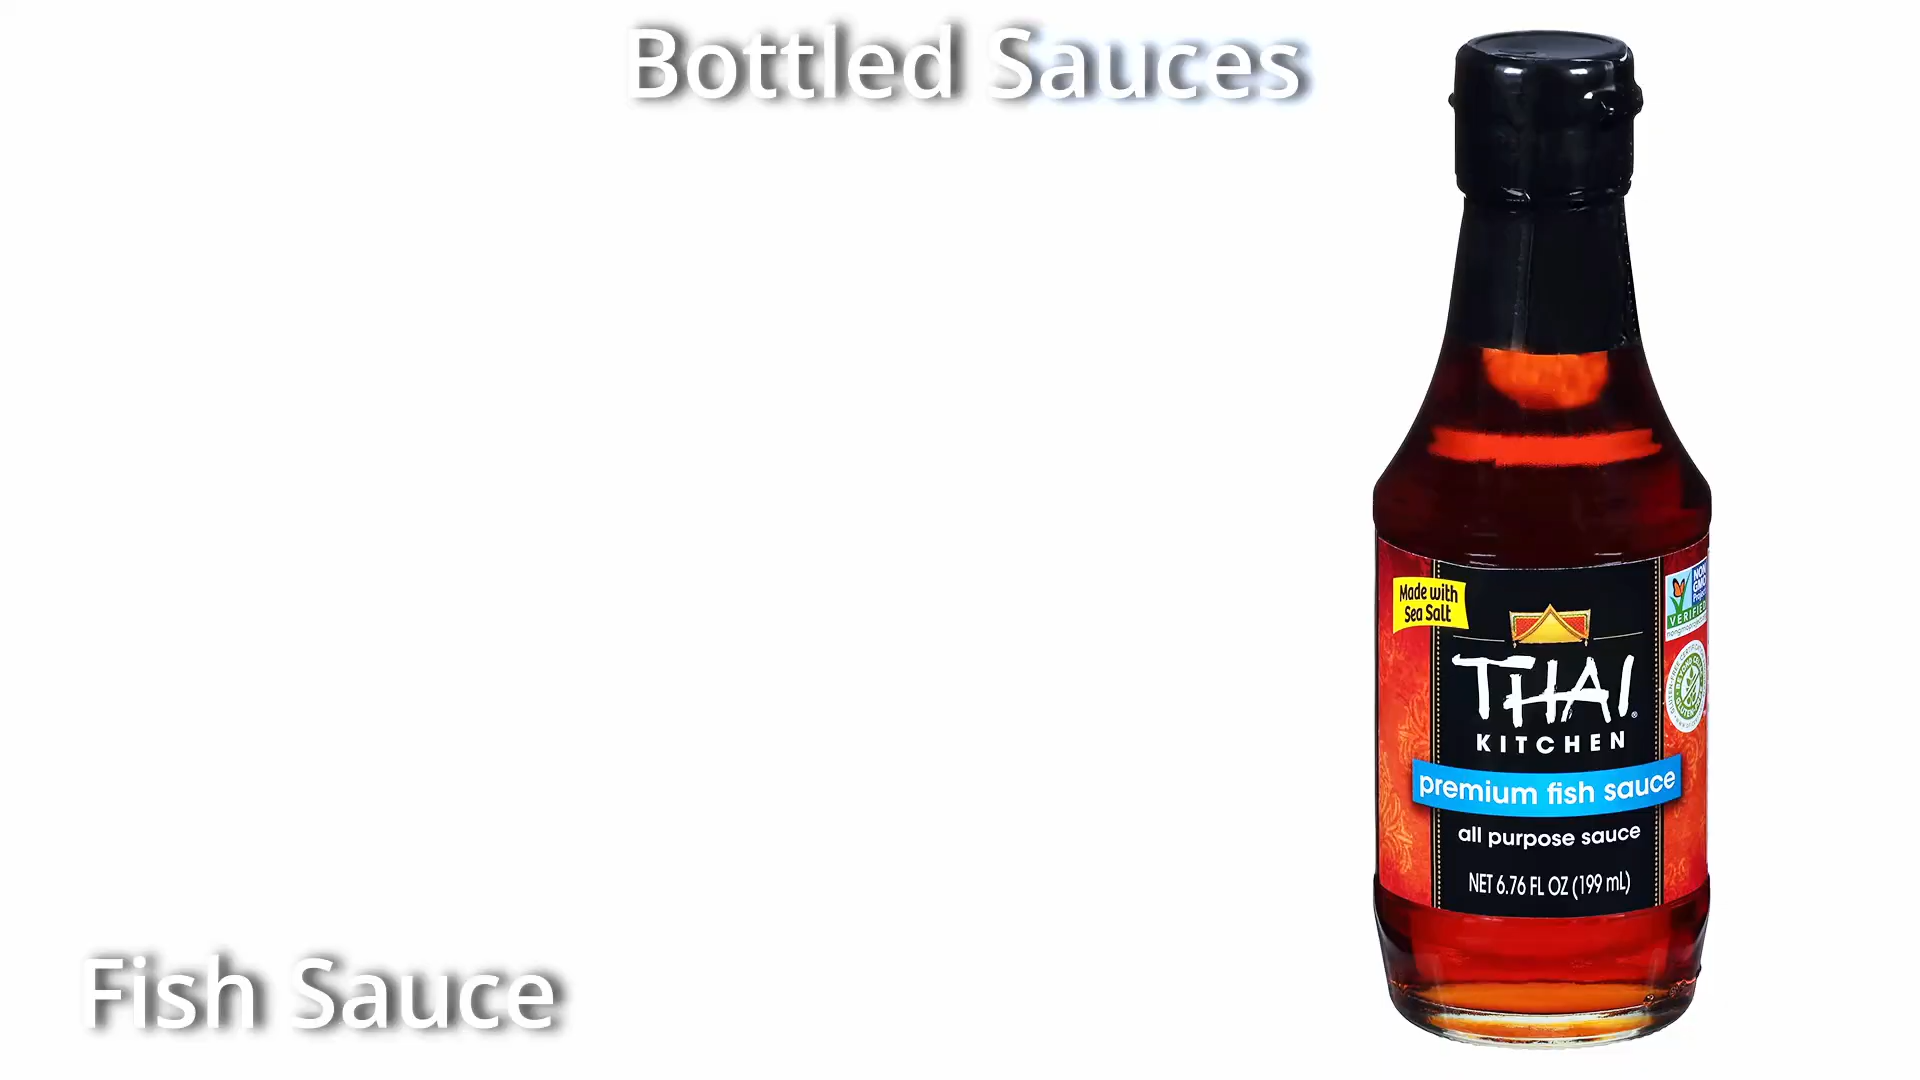 Bottled Sauces
Made with
Sea Salt
NON
GMO
Project
VERIFIED
THAI
KITCHEN
premium fish sauce
all purpose sauce
NET 6.76 FL OZ (199 mL)
Fish Sauce